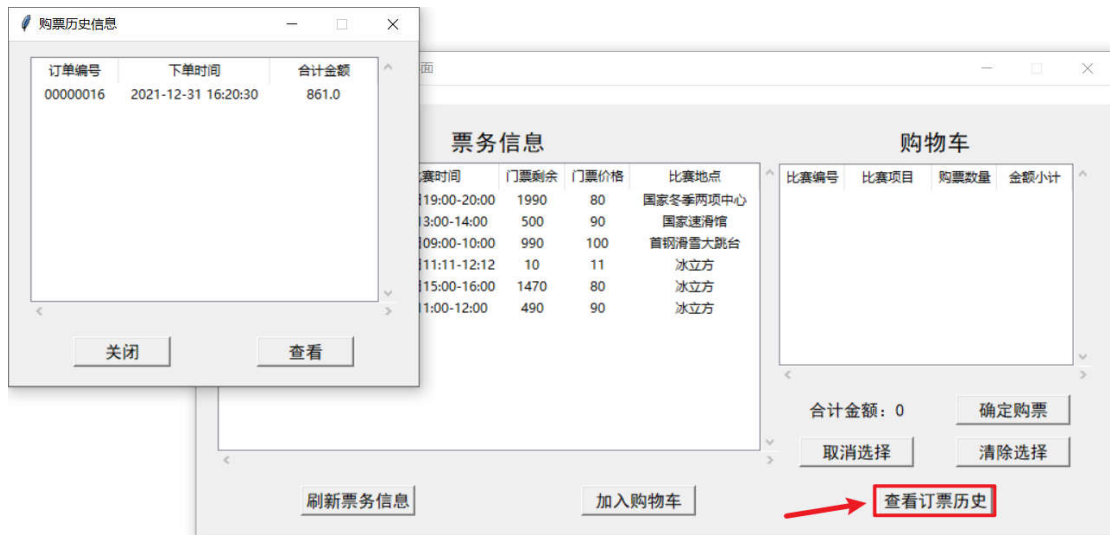 购票历史信息
订单编号 下单时间 合计金额
00000016 2021-12-31 16:20:30 861.0
关闭 查看
面
票务信息
赛时间 门票剩余 门票价格 比赛地点
19:00-20:00 1990 80 国家冬季两项中心
3:00-14:00 500 90 国家速滑馆
09:00-10:00 990 100 首钢滑雪大跳台
11:11-12:12 10 11 冰立方
15:00-16:00 1470 80 冰立方
1:00-12:00 490 90 冰立方
购物车
比赛编号 比赛项目 购票数量 金额小计
合计金额：0 确定购票
取消选择 清除选择
刷新票务信息 加入购物车 查看订票历史